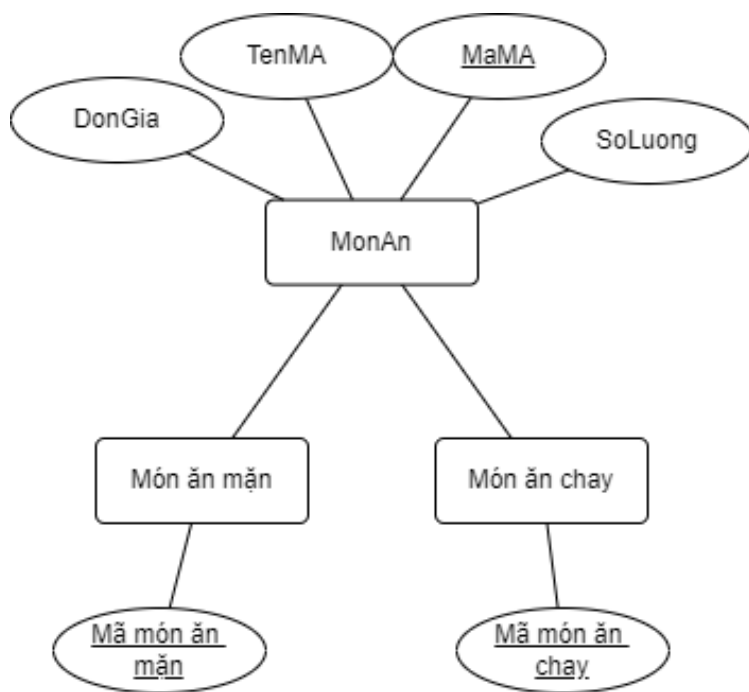 TenMA
MaMA
DonGia
SoLuong
MonAn
Món ăn mặn
Món ăn chay
Mã món ăn
mặn
Mã món ăn
chay